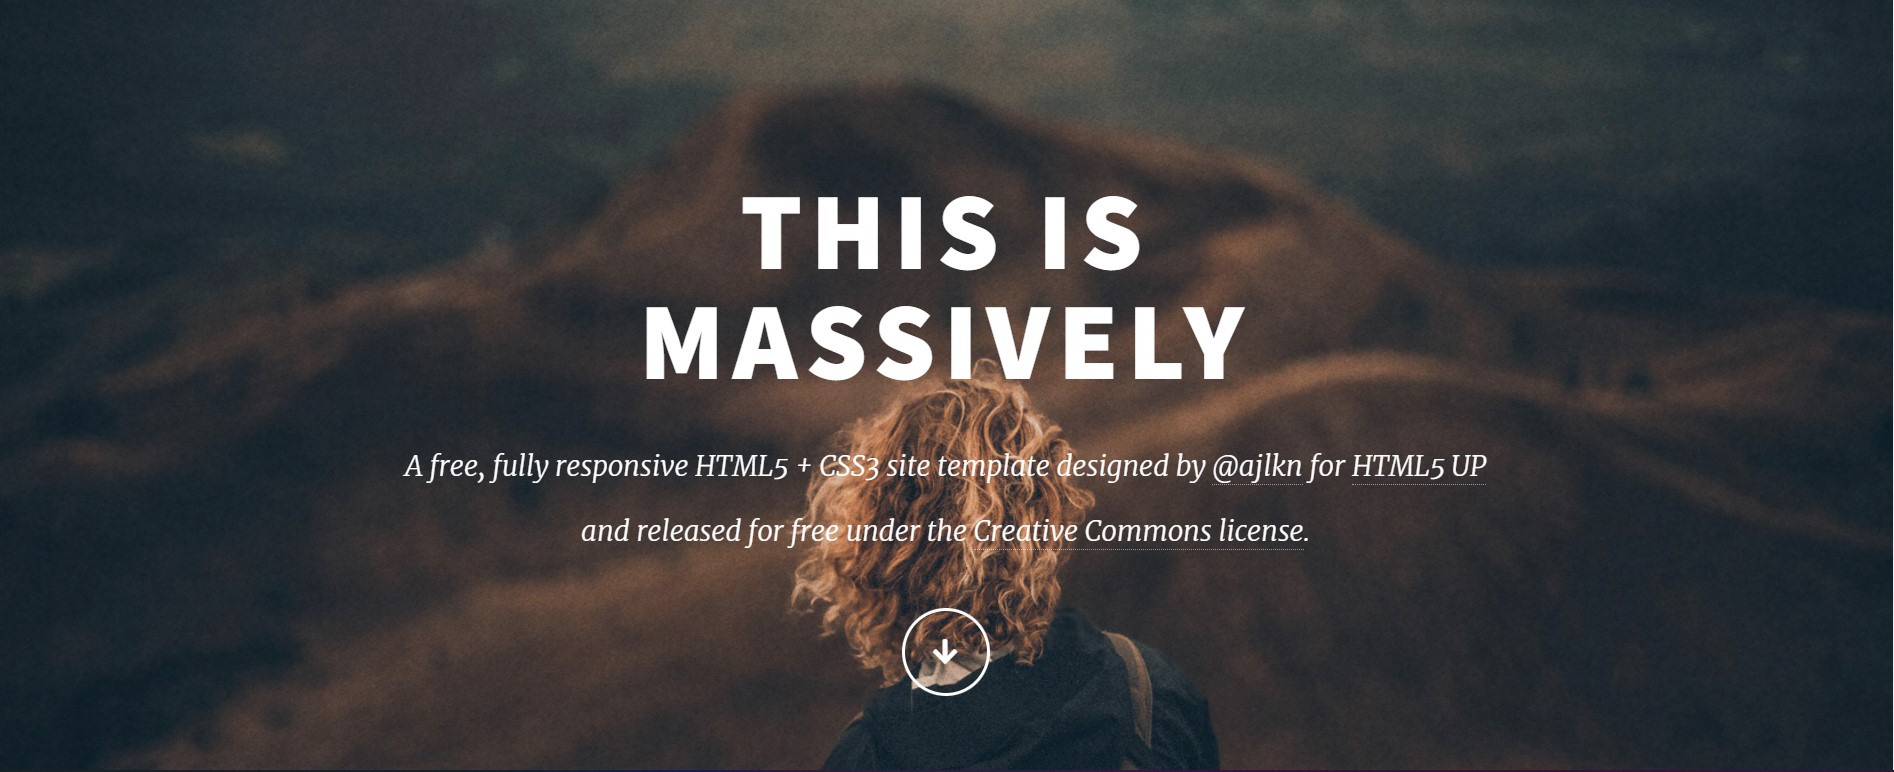 THIS IS
MASSIVELY
A free, fully responsive HTML5 + CSS3 site template designed by @ajlkn for HTML5 UP
and released for free under the Creative Commons license.